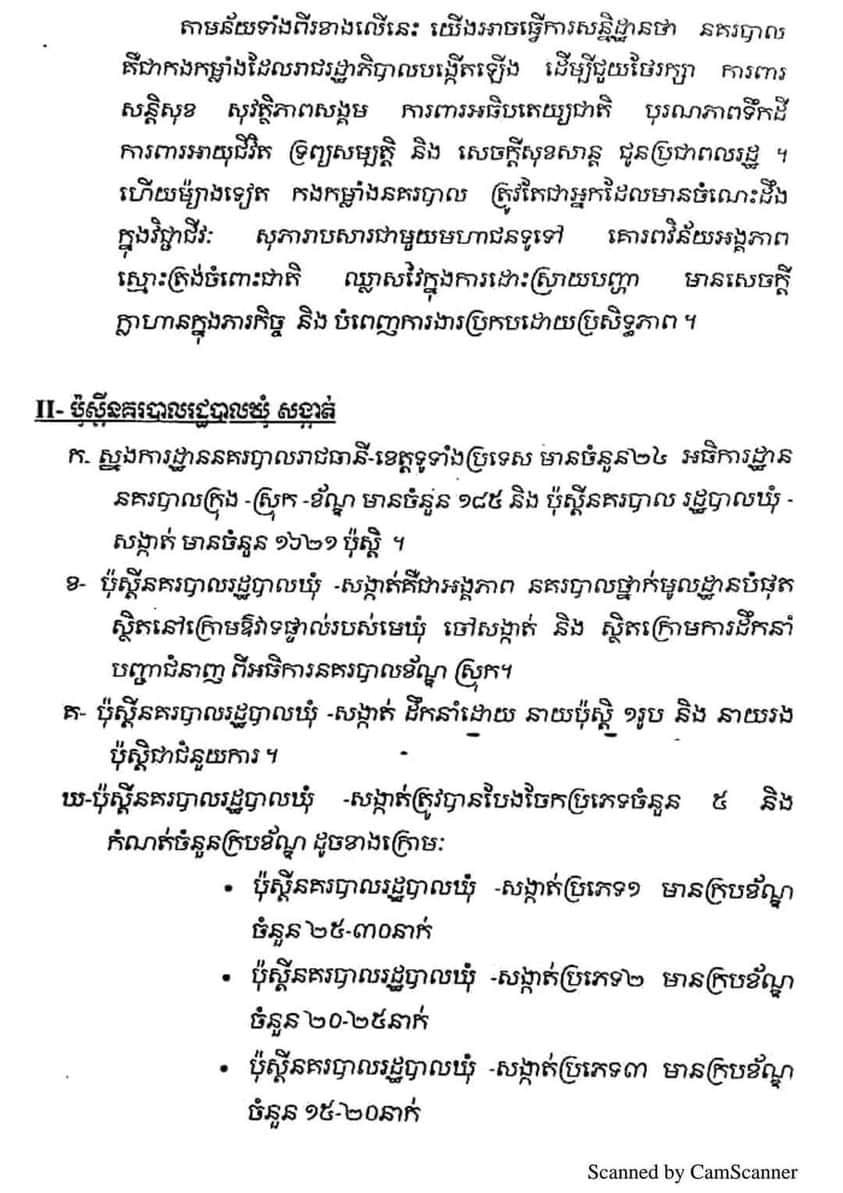 តាមន័យទាំងពីរខាងលើនេះ យើងអាចធ្វើការសន្និដ្ឋានថា នគរបាល
គឺជាកងកម្លាំងដែលរាជរដ្ឋាភិបាលបង្កើតឡើង ដើម្បីជួយថែរក្សា ការពារ
សន្តិសុខ សុវត្ថិភាពសង្គម ការពារអធិបតេយ្យជាតិ បុរណភាពទឹកដី
ការពារអាយុជីវិត ទ្រព្យសម្បត្តិ និង សេចក្តីសុខសាន្ត ជូនប្រជាពលរដ្ឋ ។
ហើយម៉្យាងទៀត កងកម្លាំងនគរបាល ត្រូវតែជាអ្នកដែលមានចំណេះដឹង
ក្នុងវិជ្ជាជីវៈ សុភារាបសារជាមួយមហាជនទូទៅ គោរពវិន័យអង្គភាព
ស្មោះត្រង់ចំពោះជាតិ ឈ្លាសវៃក្នុងការដោះស្រាយបញ្ហា មានសេចក្តី
ក្លាហានក្នុងភារកិច្ច និង បំពេញការងារប្រកបដោយប្រសិទ្ធភាព ។
II- ប៉ុស្តិ៍នគរបាលរដ្ឋបាលឃុំ សង្កាត់
ក. ស្នងការដ្ឋាននគរបាលរាជធានី-ខេត្តទូទាំងប្រទេស មានចំនួន២៤ អធិការដ្ឋាន
នគរបាលក្រុង -ស្រុក -ខ័ណ្ឌ មានចំនួន ១៨៥ និង ប៉ុស្តិ៍នគរបាល រដ្ឋបាលឃុំ -
សង្កាត់ មានចំនួន ១៦២១ ប៉ុស្តិ ។
ខ- ប៉ុស្តិ៍នគរបាលរដ្ឋបាលឃុំ -សង្កាត់គឺជាអង្គភាព នគរបាលថ្នាក់មូលដ្ឋានបំផុត
ស្ថិតនៅក្រោមឱវាទផ្ទាល់របស់មេឃុំ ចៅសង្កាត់ និង ស្ថិតក្រោមការដឹកនាំ
បញ្ជាជំនាញ ពីអធិការនគរបាលខ័ណ្ឌ ស្រុក។
គ- ប៉ុស្តិ៍នគរបាលរដ្ឋបាលឃុំ -សង្កាត់ ដឹកនាំដោយ នាយប៉ុស្តិ ១រូប និង នាយរង
ប៉ុស្តិជាជំនួយការ ។
ឃ-ប៉ុស្តិ៍នគរបាលរដ្ឋបាលឃុំ -សង្កាត់ត្រូវបានបែងចែកប្រភេទចំនួន ៥ និង
កំណត់ចំនួនក្របខ័ណ្ឌ ដូចខាងក្រោម:
• ប៉ុស្តិ៍នគរបាលរដ្ឋបាលឃុំ -សង្កាត់ប្រភេទ១ មានក្របខ័ណ្ឌ
ចំនួន ២៥-៣០នាក់
• ប៉ុស្តិ៍នគរបាលរដ្ឋបាលឃុំ -សង្កាត់ប្រភេទ២ មានក្របខ័ណ្ឌ
ចំនួន ២០-២៥នាក់
• ប៉ុស្តិ៍នគរបាលរដ្ឋបាលឃុំ -សង្កាត់ប្រភេទ៣ មានក្របខ័ណ្ឌ
ចំនួន ១៥-២០នាក់
Scanned by CamScanner